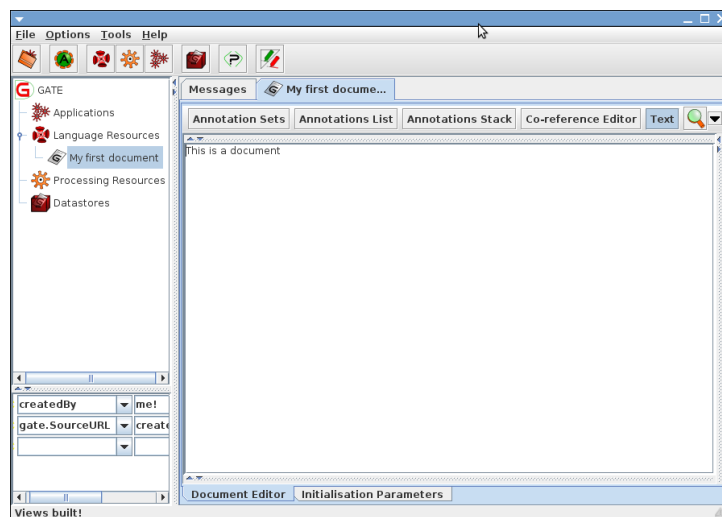 File Options Tools Help
GATE
Applications
Language Resources
My first document
Processing Resources
Datastores
createdBy me!
gate.SourceURL create
Messages My first docume...
Annotation Sets Annotations List Annotations Stack Co-reference Editor Text
This is a document
Document Editor Initialisation Parameters
Views built!